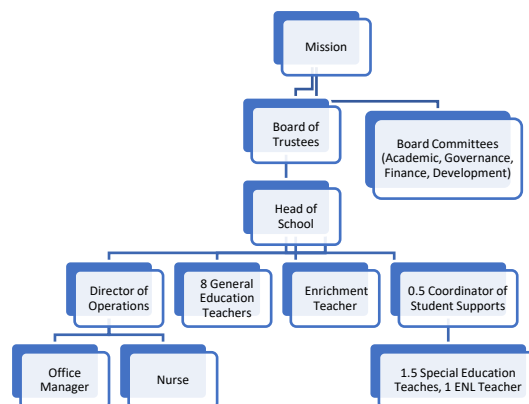 Mission
Board of
Trustees
Board Committees
(Academic, Governance,
Finance, Development)
Head of
School
Director of
Operations
8 General
Education
Teachers
Enrichment
Teacher
0.5 Coordinator of
Student Supports
Office
Manager
Nurse
1.5 Special Education
Teaches, 1 ENL Teacher